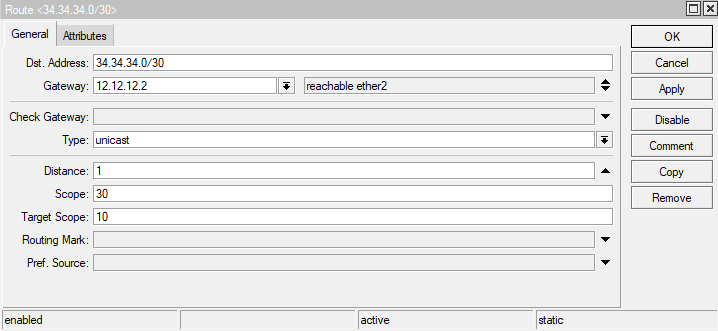 Route <34.34.34.0/30>
General Attributes
Dst. Address: 34.34.34.0/30
Gateway: 12.12.12.2 reachable ether2
Check Gateway:
Type: unicast
Distance: 1
Scope: 30
Target Scope: 10
Routing Mark:
Pref. Source:
OK
Cancel
Apply
Disable
Comment
Copy
Remove
enabled active static